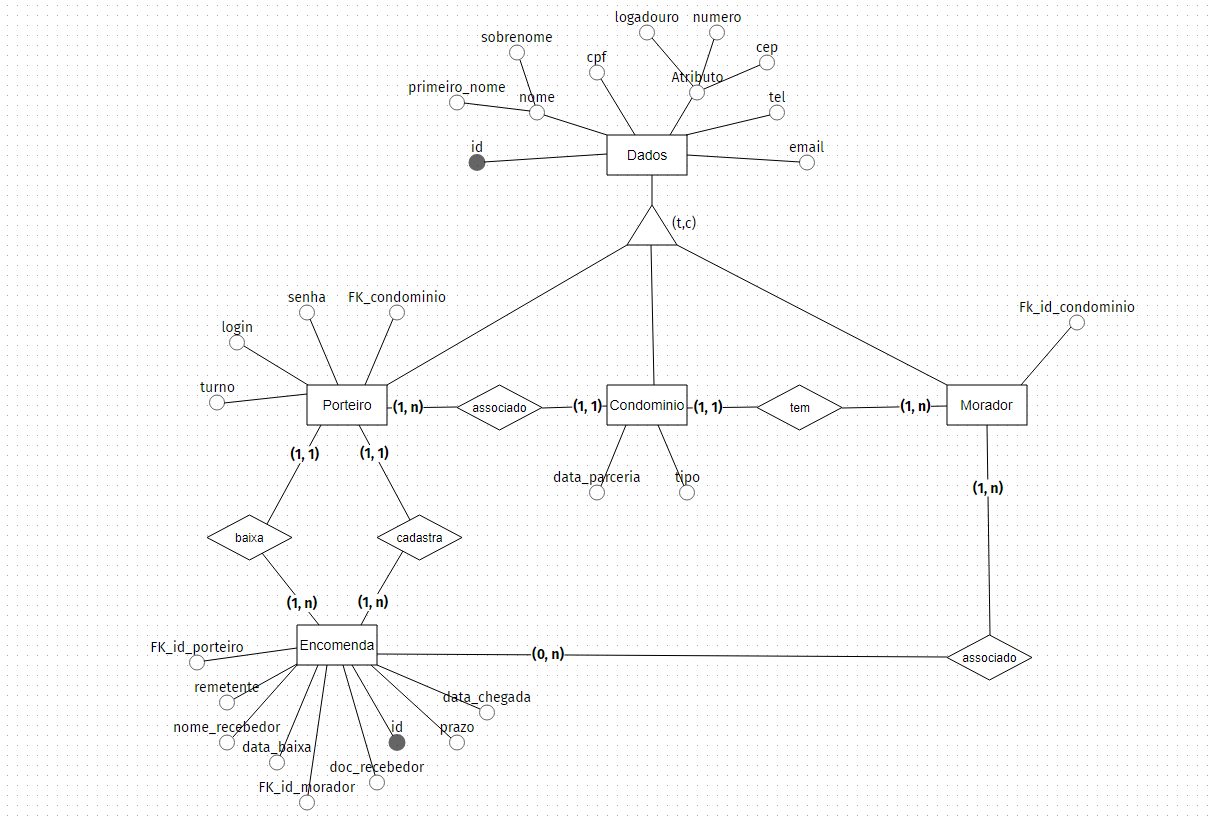 logadouro
numero
sobrenome
cep
cpf
Atributo
primeiro_nome
nome
tel
id
Dados
email
(t,c)
senha
FK_condominio
Fk_id_condominio
login
turno
Porteiro
(1, n)
associado
(1, 1)
Condominio
(1, 1)
tem
(1, n)
Morador
(1, 1)
(1, 1)
data_parceria
tipo
(1, n)
baixa
cadastra
(1, n)
(1, n)
FK_id_porteiro
Encomenda
(0, n)
associado
remetente
data_chegada
nome_recebedor
id
prazo
data_baixa
doc_recebedor
FK_id_morador